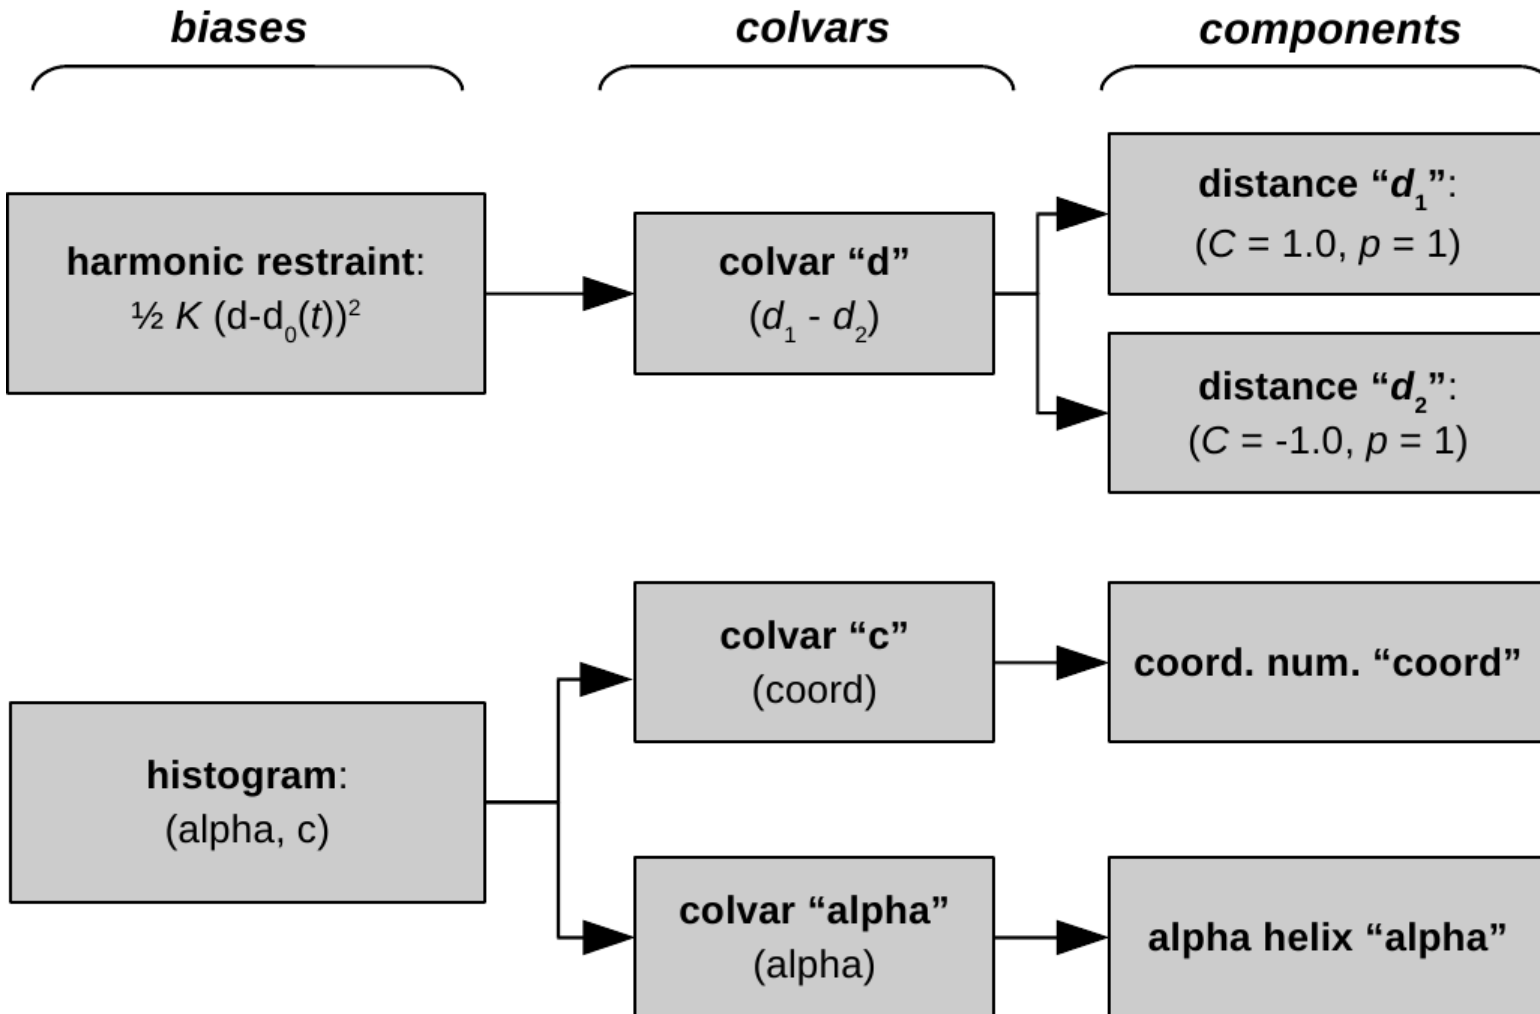 biases
colvars
components
harmonic restraint:
½ K (d-d₀(t))²
colvar “d”
(d₁ - d₂)
distance “d₁”:
(C = 1.0, p = 1)
distance “d₂”:
(C = -1.0, p = 1)
histogram:
(alpha, c)
colvar “c”
(coord)
coord. num. “coord”
colvar “alpha”
(alpha)
alpha helix “alpha”